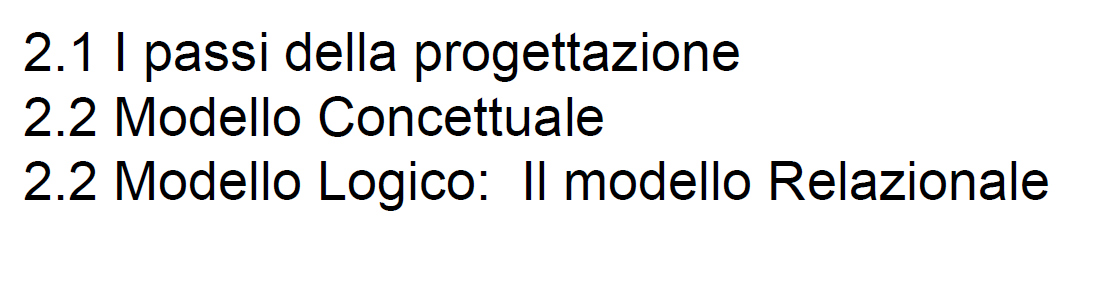 2.1 I passi della progettazione
2.2 Modello Concettuale
2.2 Modello Logico:  Il modello Relazionale